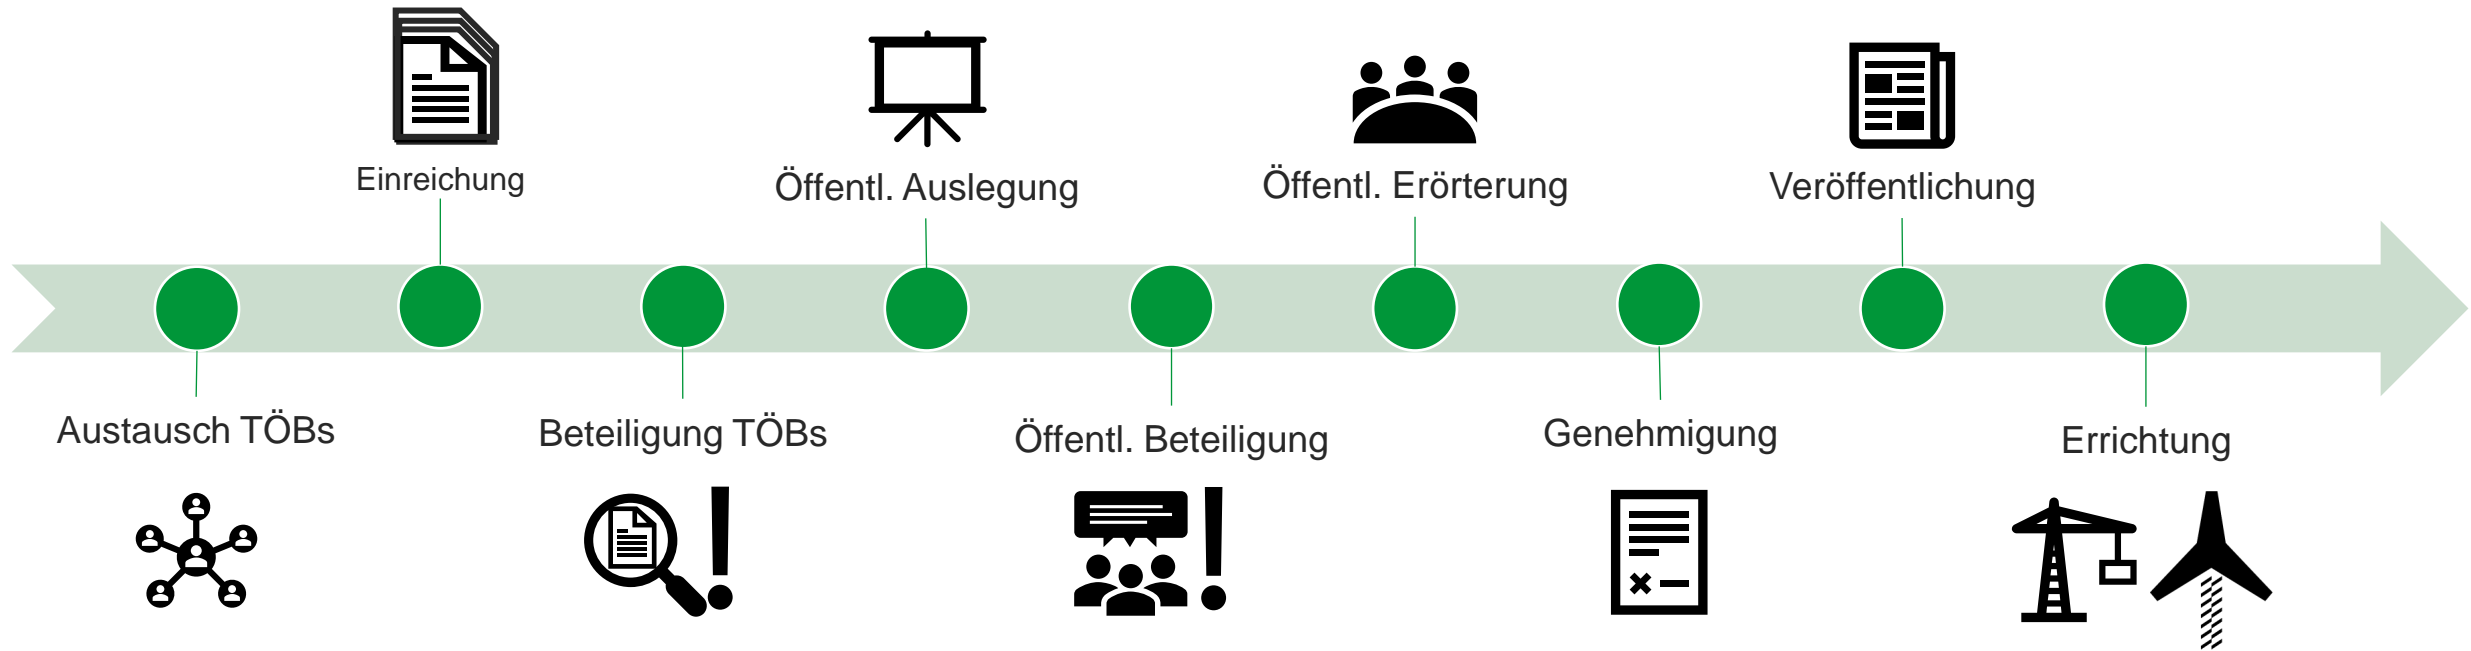 Einreichung
Öffentl. Auslegung
Öffentl. Erörterung
Veröffentlichung
Austausch TÖBs
Beteiligung TÖBs
Öffentl. Beteiligung
Genehmigung
Errichtung